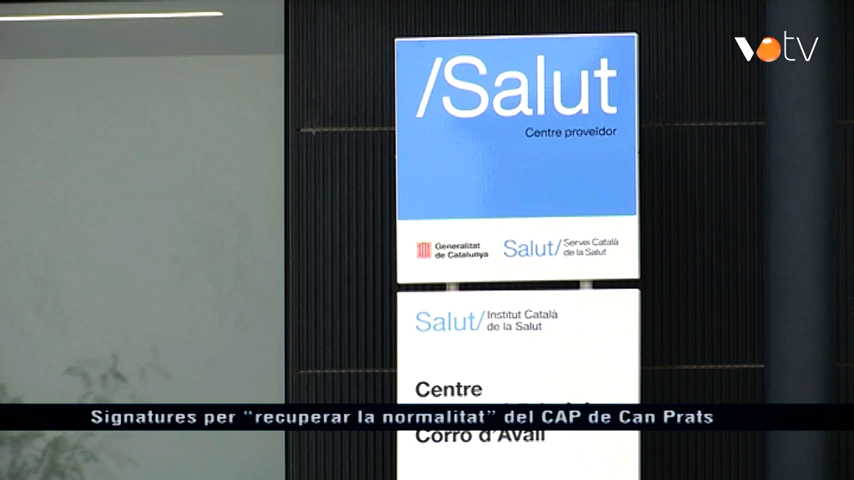 votv
/Salut
Centre proveïdor
Generalitat
de Catalunya
Salut/
Servei Català
de la Salut
Salut/
Institut Català
de la Salut
Centre
Signatures per "recuperar la normalitat" del CAP de Can Prats
Corró d'Avall